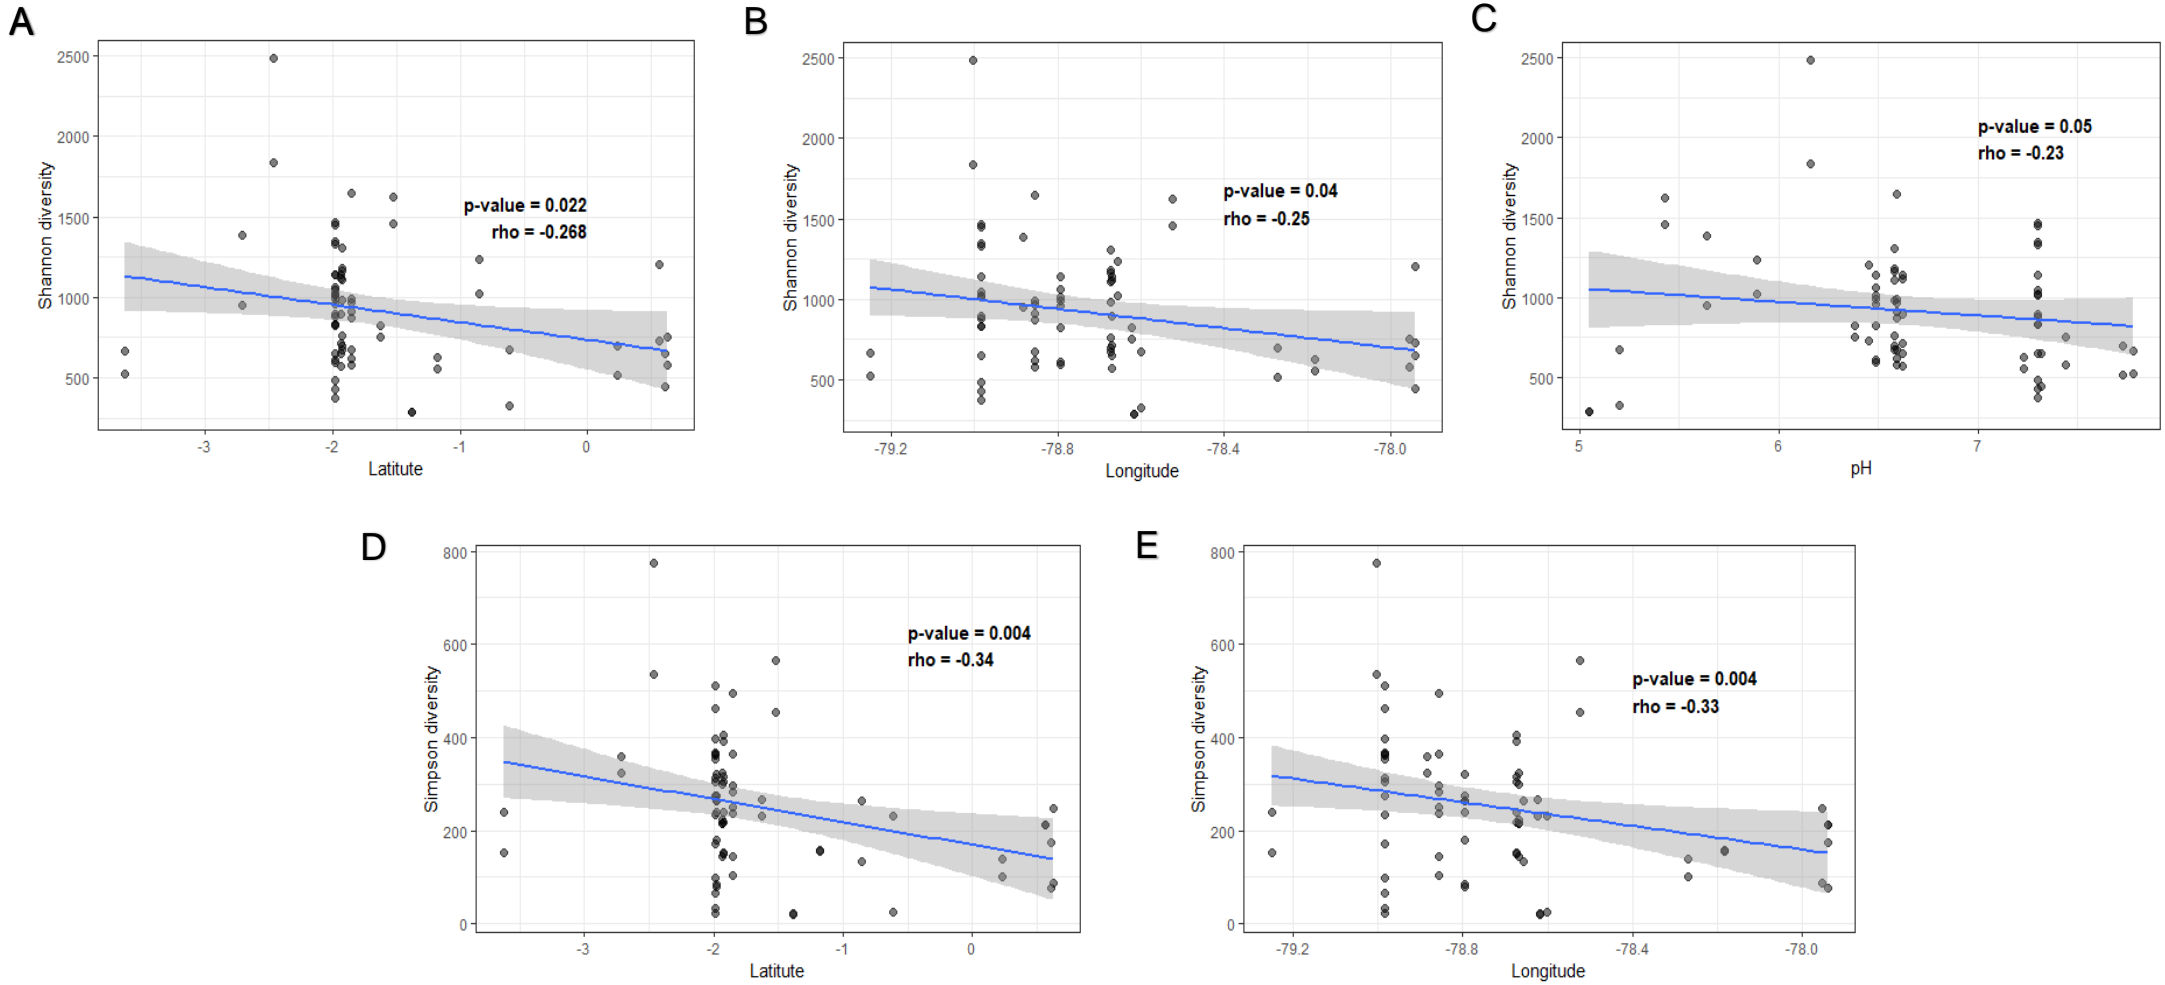 A
2500
2000
1500
1000
500
Shannon diversity
p-value = 0.022
rho = -0.268
-3
-2
-1
0
Latitute
B
2500
2000
1500
1000
500
Shannon diversity
p-value = 0.04
rho = -0.25
-79.2
-78.8
-78.4
-78.0
Longitude
C
2500
2000
1500
1000
500
Shannon diversity
p-value = 0.05
rho = -0.23
5
6
7
pH
D
800
600
400
200
0
Simpson diversity
p-value = 0.004
rho = -0.34
-3
-2
-1
0
Latitute
E
800
600
400
200
0
Simpson diversity
p-value = 0.004
rho = -0.33
-79.2
-78.8
-78.4
-78.0
Longitude